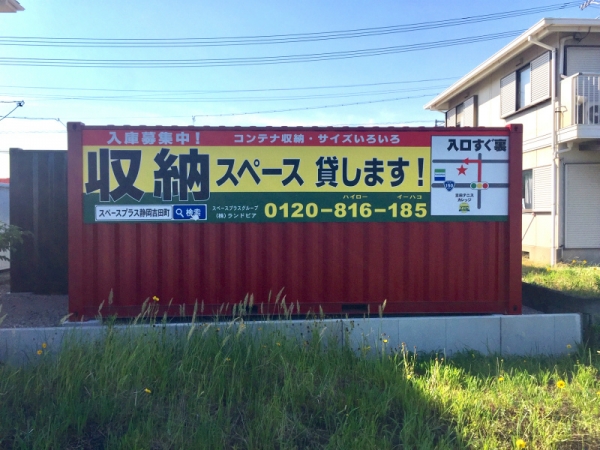 入庫募集中! コンテナ収納・サイズいろいろ
収納スペース 貸します!
スペースプラス静岡吉田町 検索
スペースプラスグループ
(株)ランドピア
ハイロー イーハコ
0120-816-185
入口すぐ裏
150